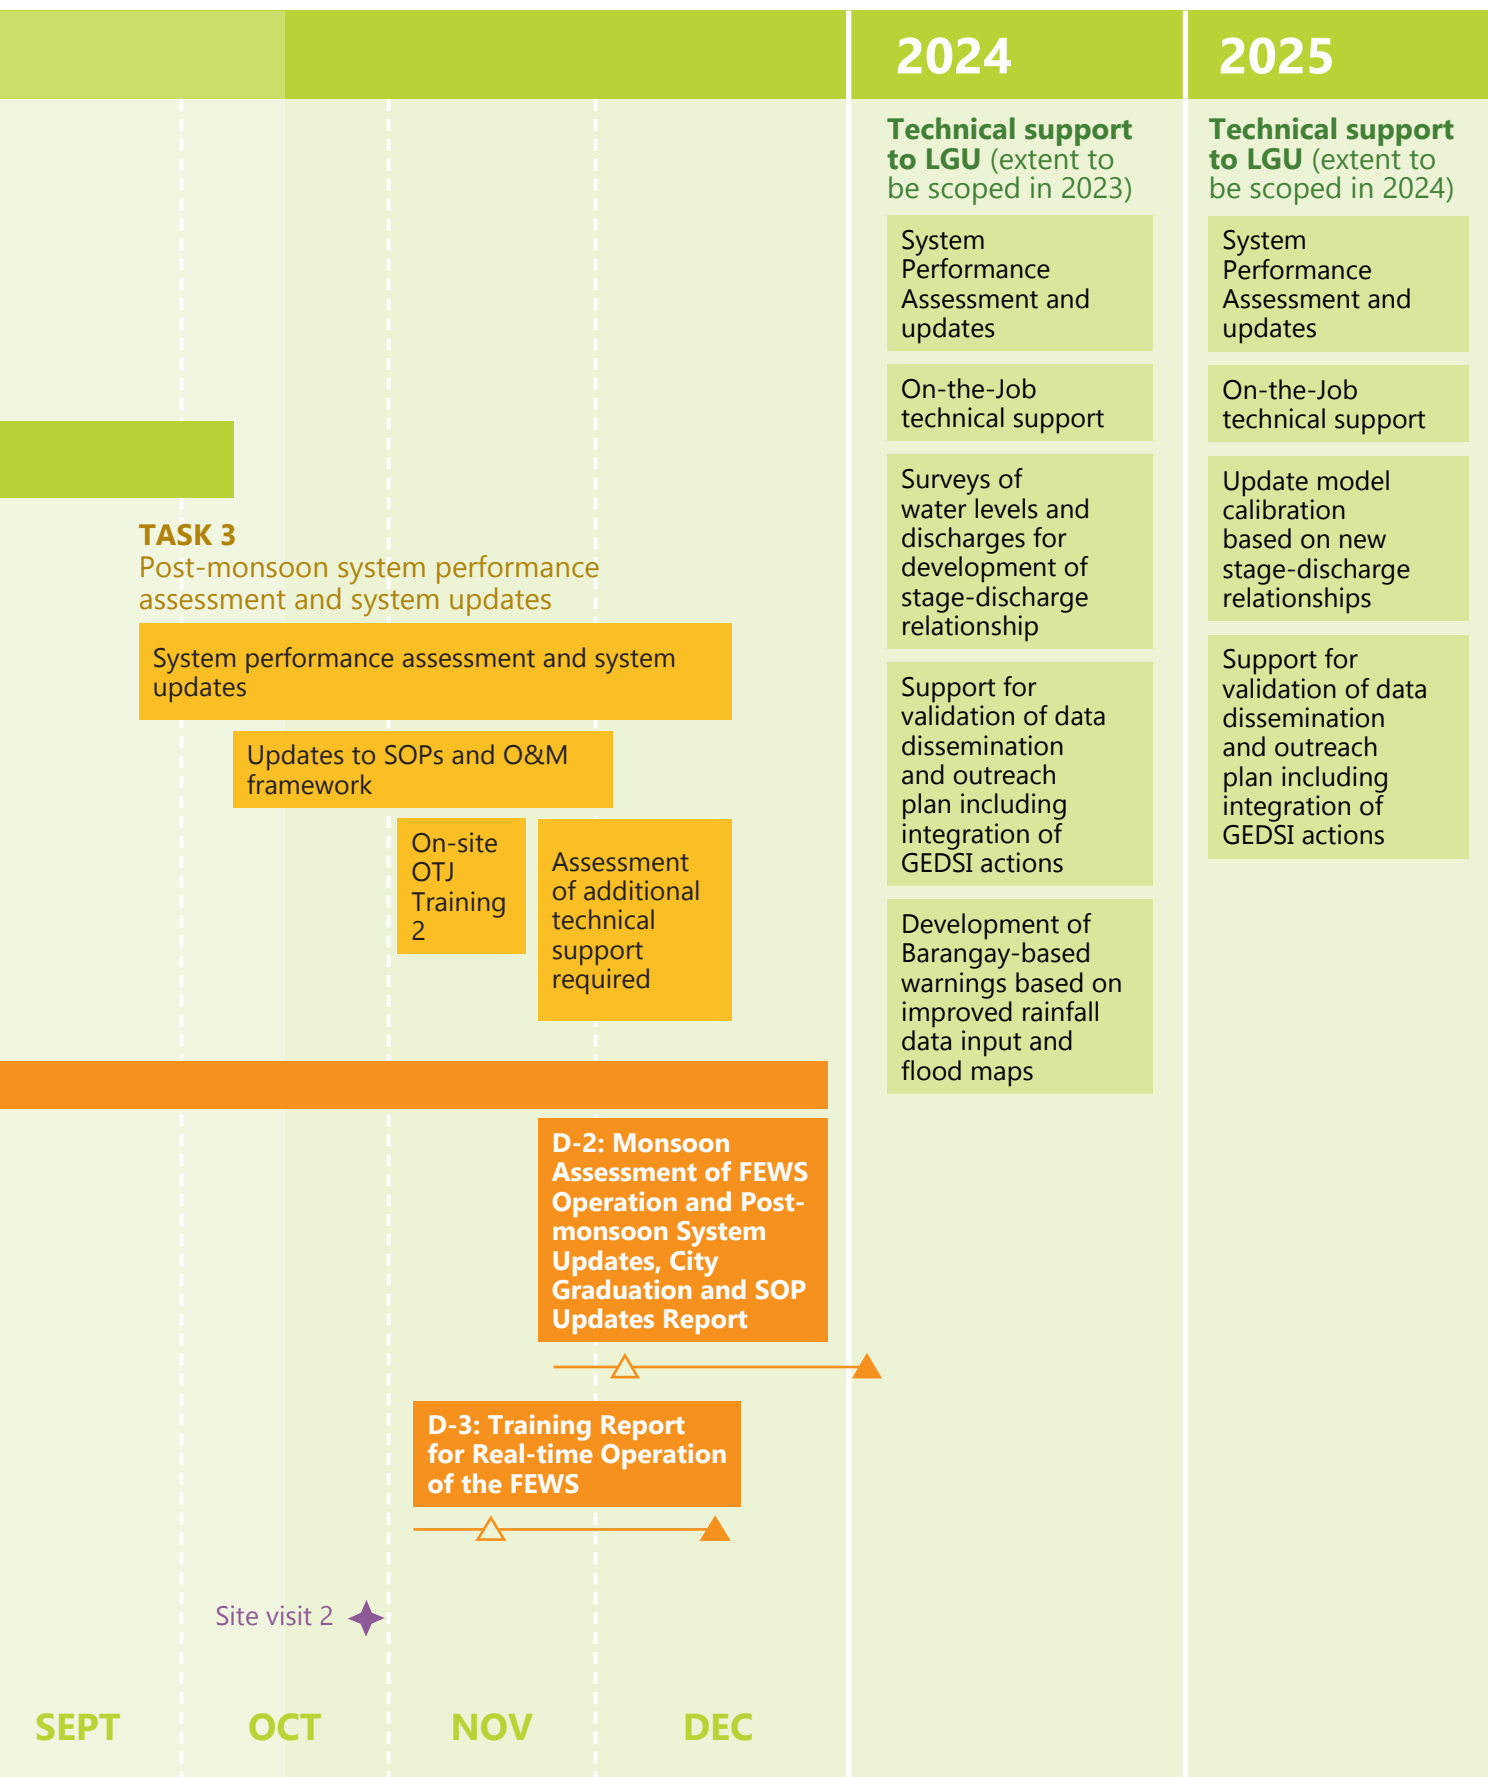 2024
2025
Technical support
to LGU (extent to
be scoped in 2023)
System
Performance
Assessment and
updates
On-the-Job
technical support
Surveys of
water levels and
discharges for
development of
stage-discharge
relationship
Support for
validation of data
dissemination
and outreach
plan including
integration of
GEDSI actions
Development of
Barangay-based
warnings based on
improved rainfall
data input and
flood maps
Technical support
to LGU (extent to
be scoped in 2024)
System
Performance
Assessment and
updates
On-the-Job
technical support
Update model
calibration
based on new
stage-discharge
relationships
Support for
validation of data
dissemination
and outreach
plan including
integration of
GEDSI actions
TASK 3
Post-monsoon system performance
assessment and system updates
System performance assessment and system
updates
Updates to SOPs and O&M
framework
On-site
OTJ
Training
2
Assessment
of additional
technical
support
required
D-2: Monsoon
Assessment of FEWS
Operation and Post-
monsoon System
Updates, City
Graduation and SOP
Updates Report
D-3: Training Report
for Real-time Operation
of the FEWS
Site visit 2
SEPT
OCT
NOV
DEC